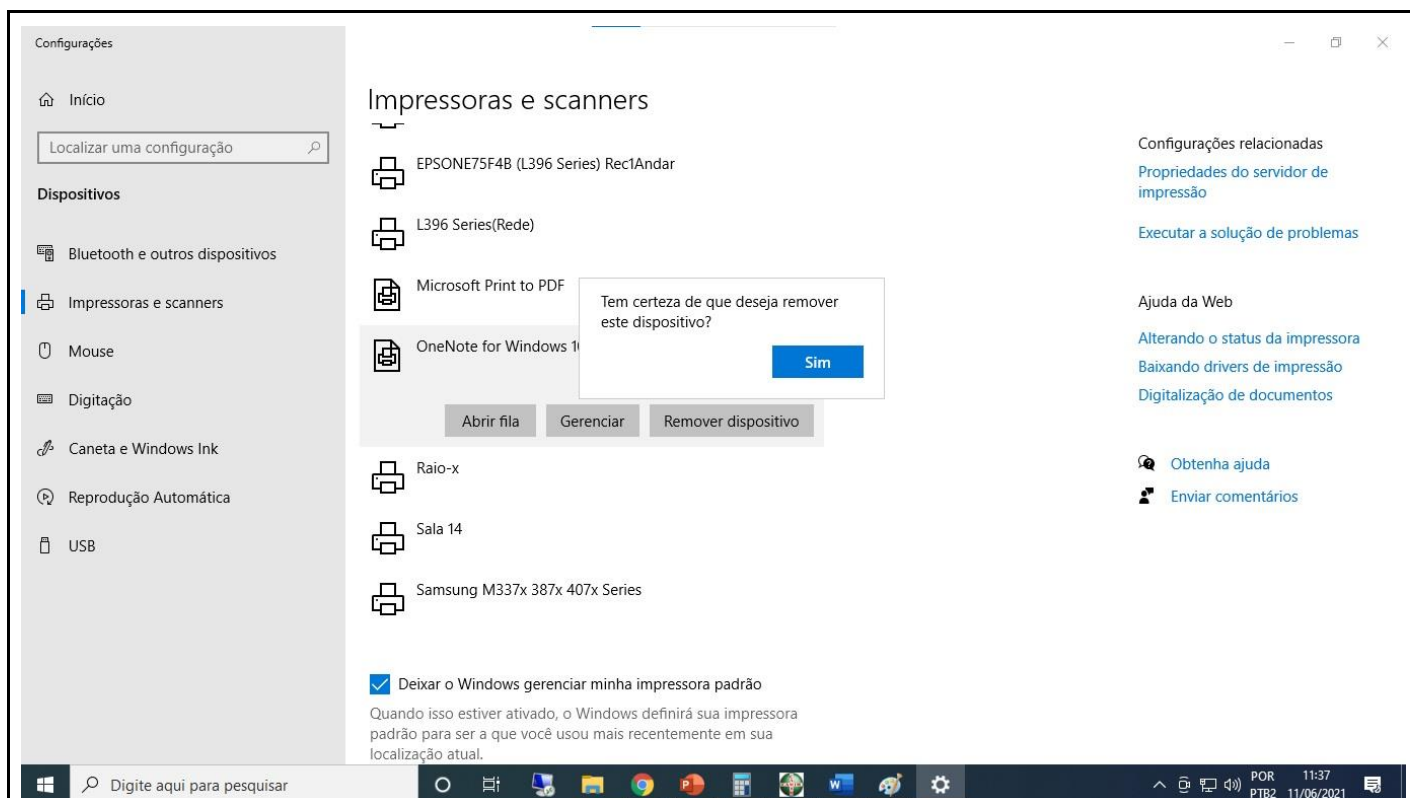 Configurações
Início
Localizar uma configuração
Dispositivos
Bluetooth e outros dispositivos
Impressoras e scanners
Mouse
Digitação
Caneta e Windows Ink
Reprodução Automática
USB
Impressoras e scanners
EPSONE75F4B (L396 Series) Rec1Andar
L396 Series(Rede)
Microsoft Print to PDF
OneNote for Windows 1
Tem certeza de que deseja remover
este dispositivo?
Sim
Abrir fila Gerenciar Remover dispositivo
Raio-x
Sala 14
Samsung M337x 387x 407x Series
Deixar o Windows gerenciar minha impressora padrão
Quando isso estiver ativado, o Windows definirá sua impressora
padrão para ser a que você usou mais recentemente em sua
localização atual.
Configurações relacionadas
Propriedades do servidor de
impressão
Executar a solução de problemas
Ajuda da Web
Alterando o status da impressora
Baixando drivers de impressão
Digitalização de documentos
Obtenha ajuda
Enviar comentários
Digite aqui para pesquisar
POR 11:37
PTB2 11/06/2021